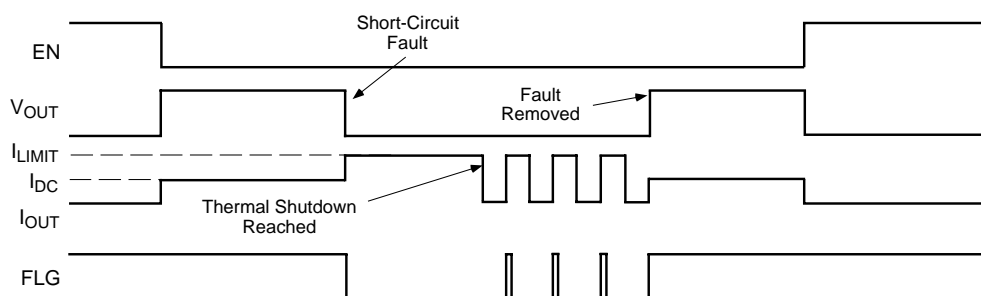 Short-Circuit
Fault
EN
Fault
Removed
VOUT
ILIMIT
IDC
Thermal Shutdown
Reached
IOUT
FLG